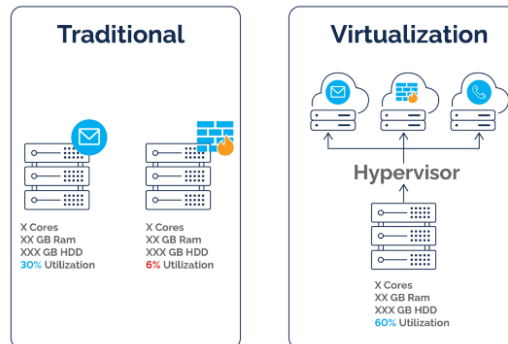 Traditional
X Cores
XX GB Ram
XXX GB HDD
30% Utilization
X Cores
XX GB Ram
XXX GB HDD
6% Utilization
Virtualization
Hypervisor
X Cores
XX GB Ram
XXX GB HDD
60% Utilization